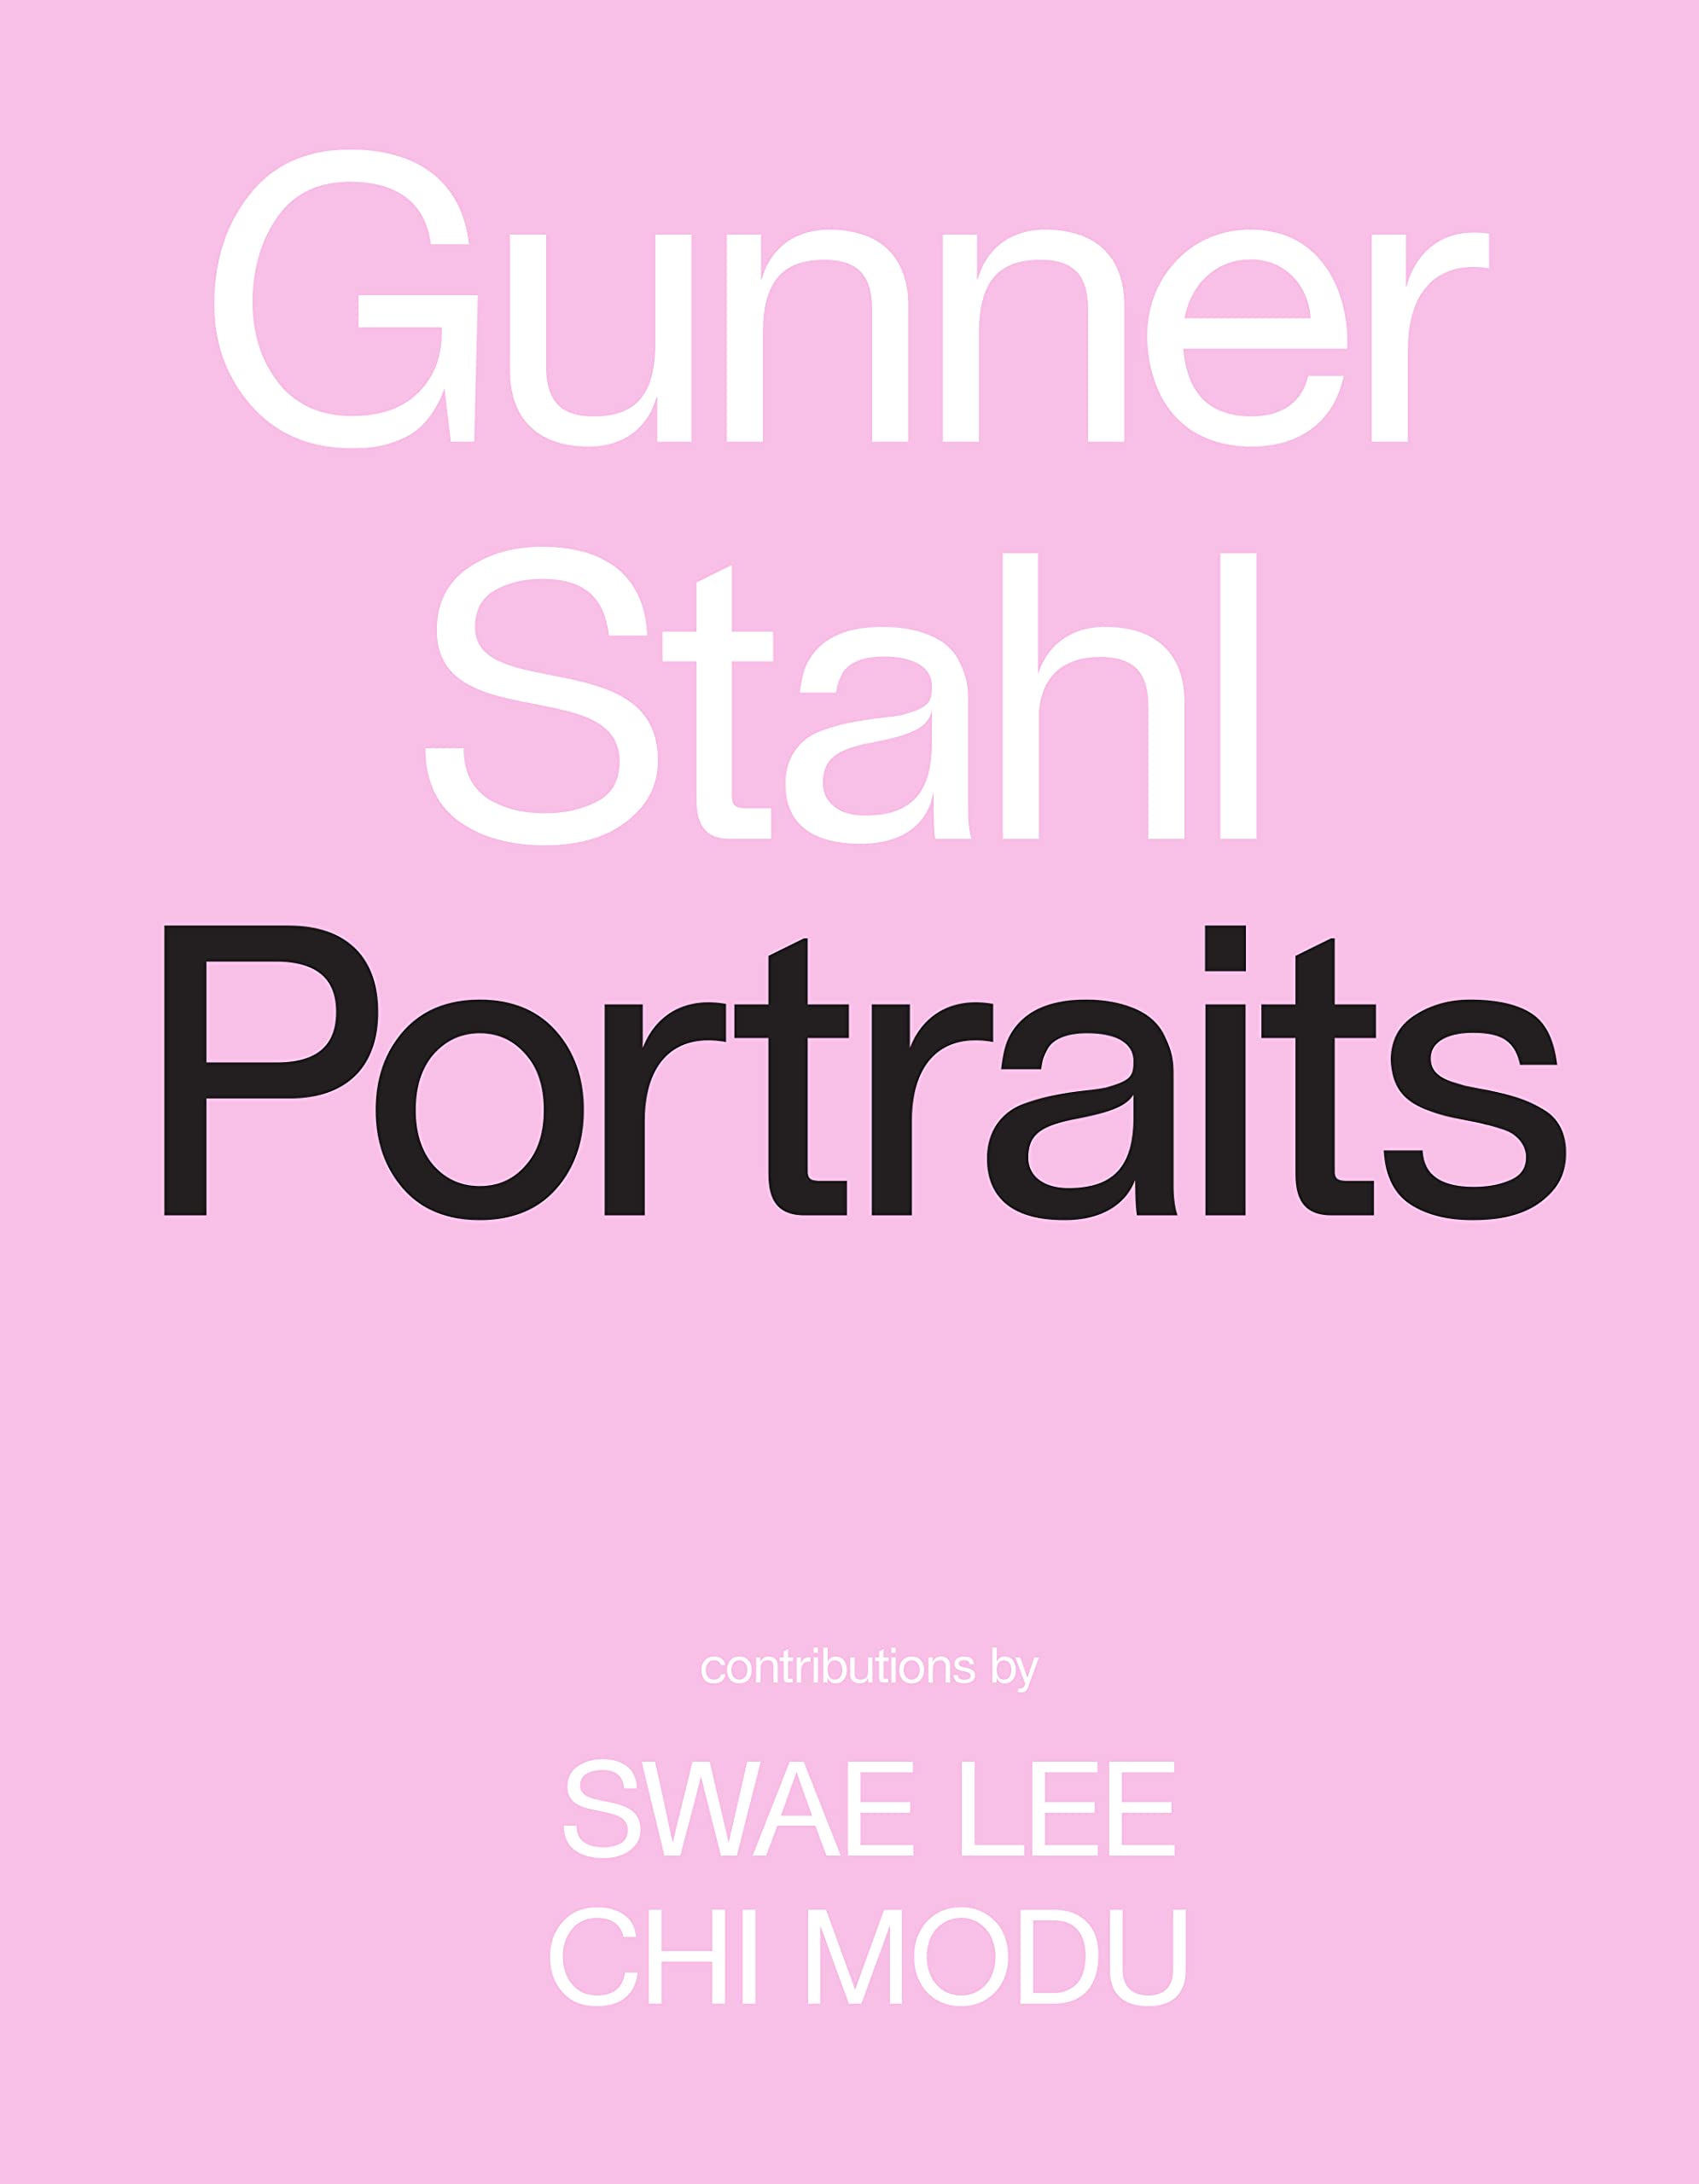 Gunner
Stahl
Portraits
contributions by
SWAE LEE
CHI MODU